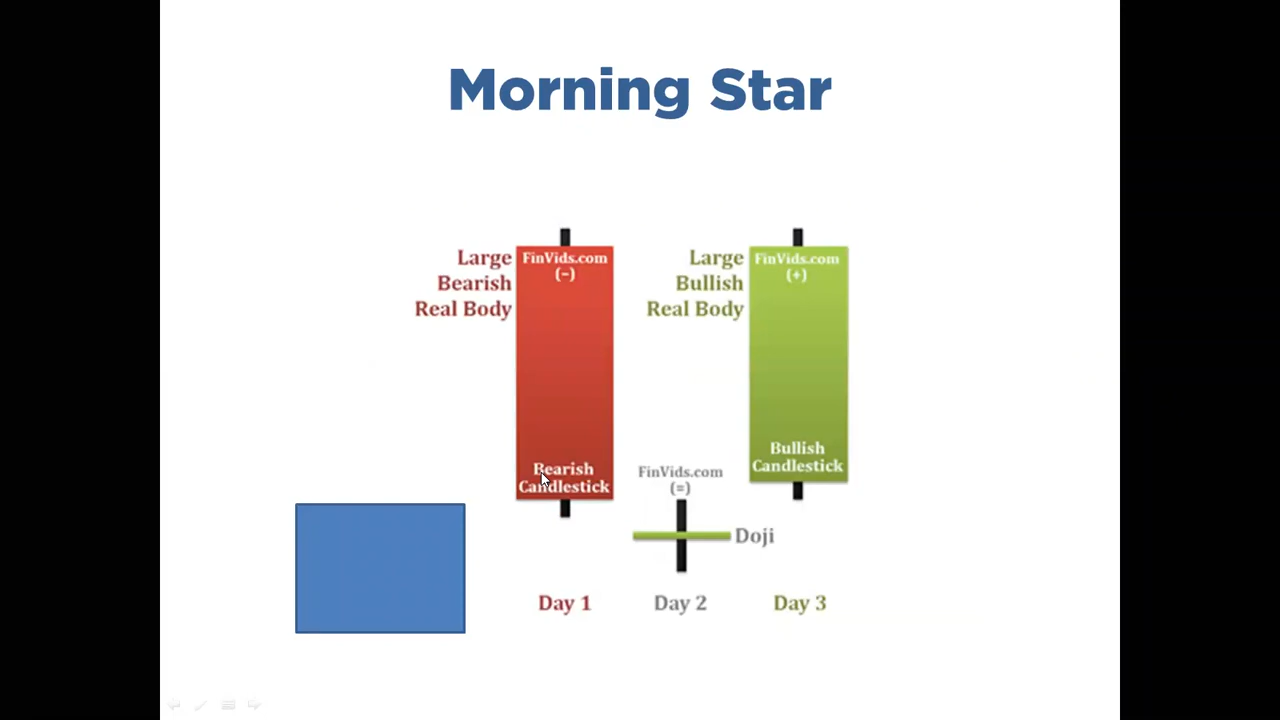 Morning Star
Large
Bearish
Real Body
FinVids.com
(−)
Bearish
Candlestick
Large
Bullish
Real Body
FinVids.com
(+)
Bullish
Candlestick
FinVids.com
(=)
Doji
Day 1
Day 2
Day 3